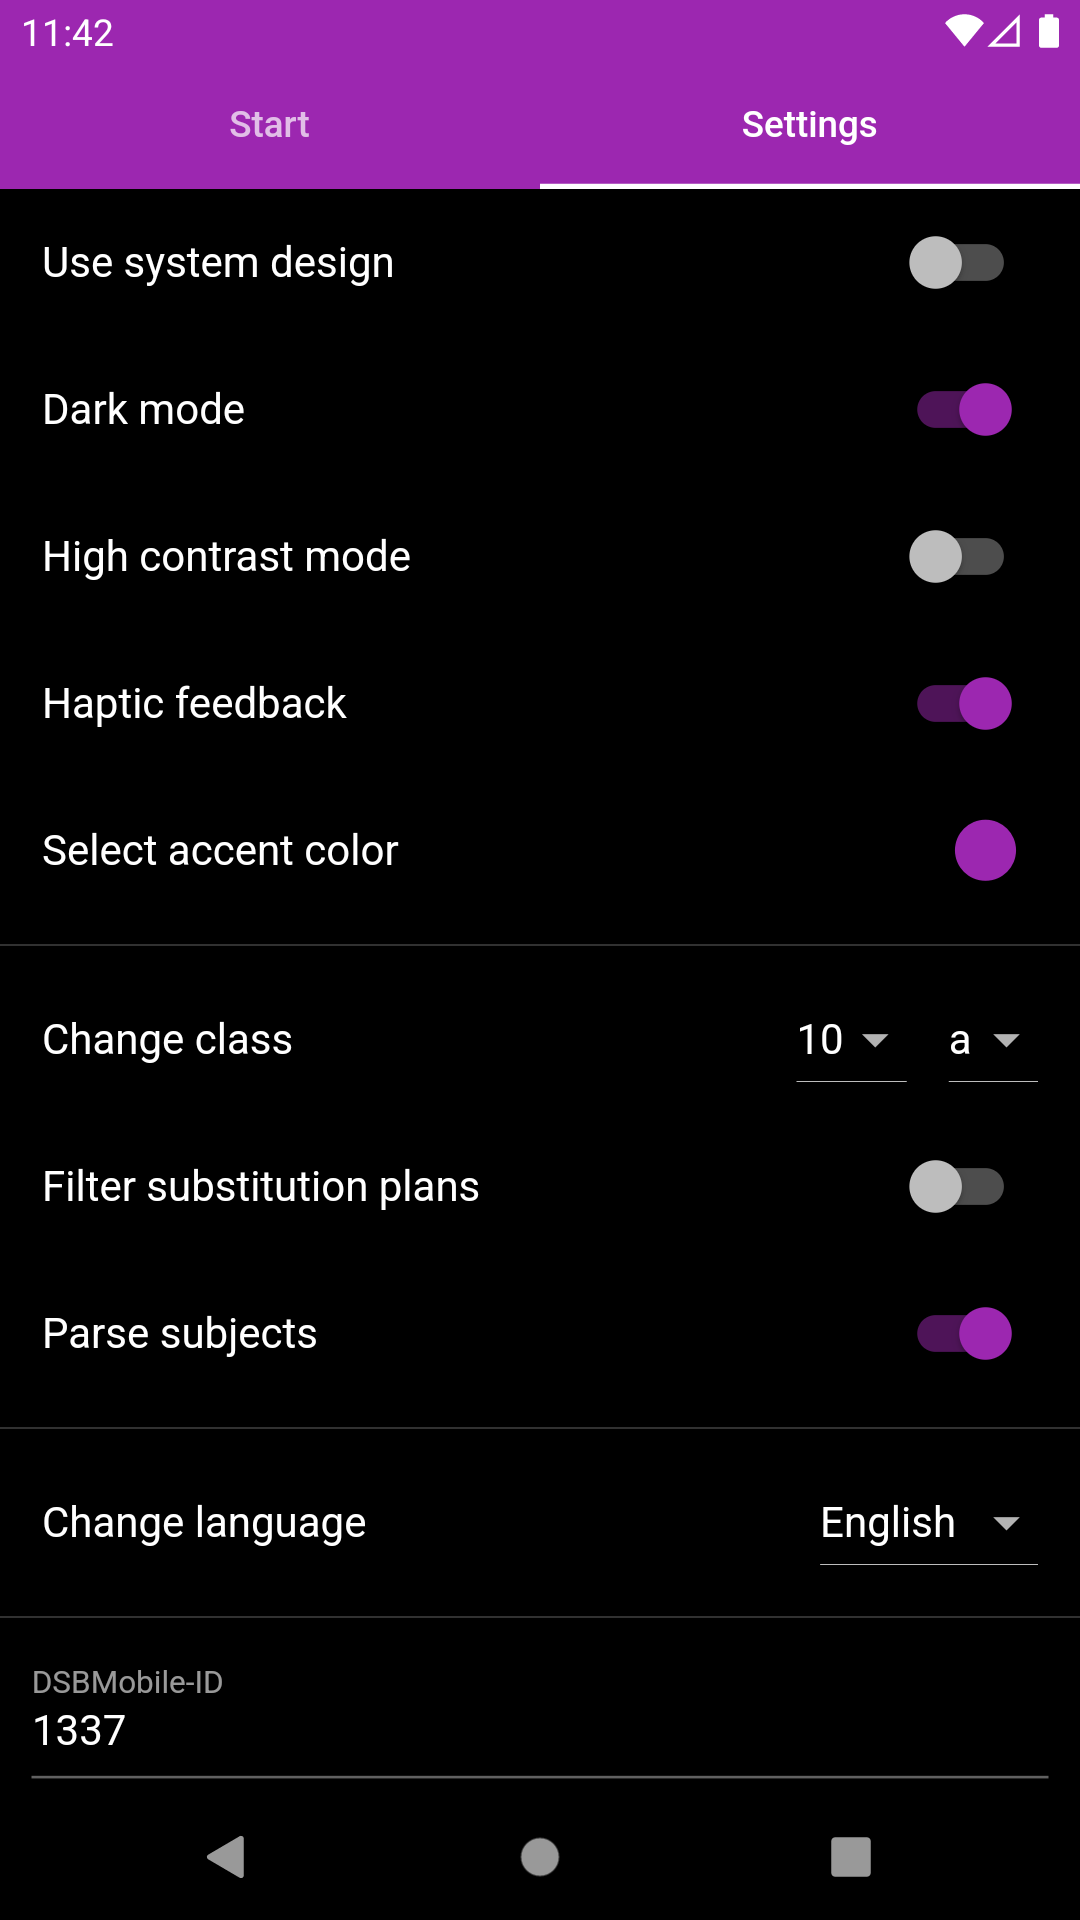 11:42
Start
Settings
Use system design
Dark mode
High contrast mode
Haptic feedback
Select accent color
Change class 10 a
Filter substitution plans
Parse subjects
Change language English
DSBMobile-ID
1337